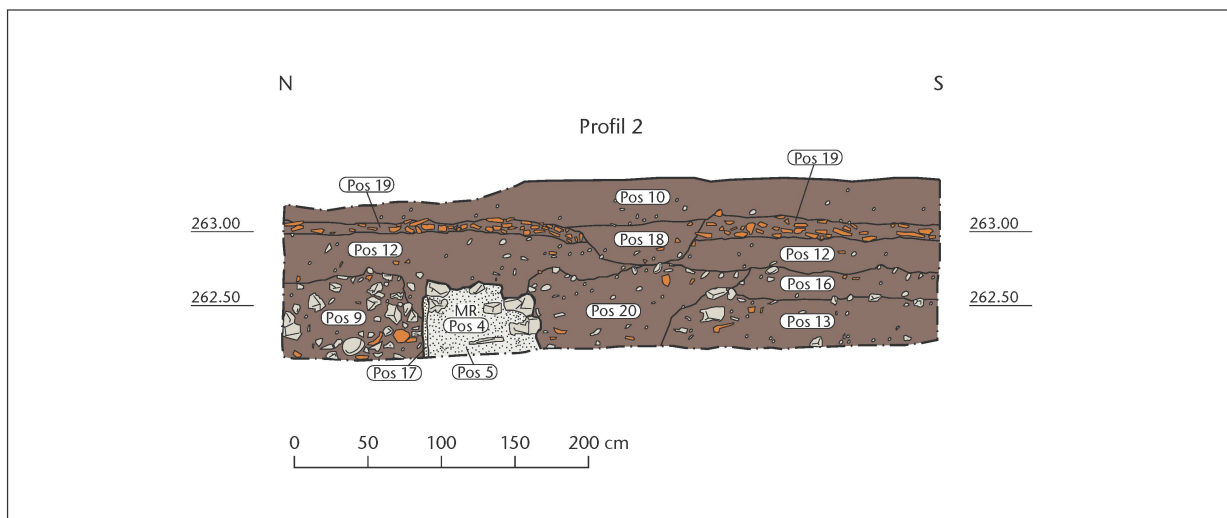 N
S
Profil 2
Pos 19
Pos 19
Pos 10
263.00
263.00
Pos 18
Pos 12
Pos 12
Pos 16
262.50
262.50
MR
Pos 4
Pos 9
Pos 20
Pos 13
Pos 17
Pos 5
0 50 100 150 200 cm